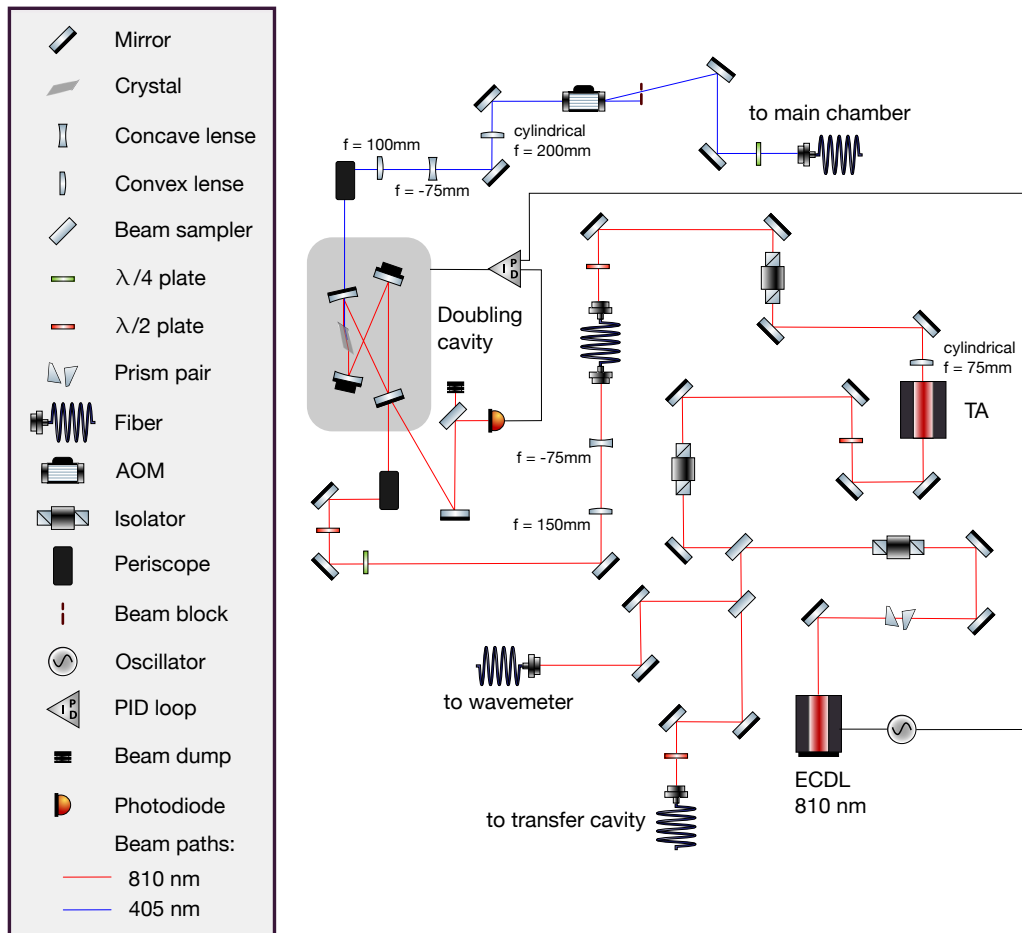 Mirror
Crystal
Concave lense
Convex lense
Beam sampler
λ/4 plate
λ/2 plate
Prism pair
Fiber
AOM
Isolator
Periscope
Beam block
Oscillator
P
I
D
PID loop
Beam dump
Photodiode
Beam paths:
810 nm
405 nm
f = 100mm
f = -75mm
cylindrical
f = 200mm
to main chamber
P
I
D
Doubling
cavity
f = -75mm
f = 150mm
cylindrical
f = 75mm
TA
to wavemeter
to transfer cavity
ECDL
810 nm